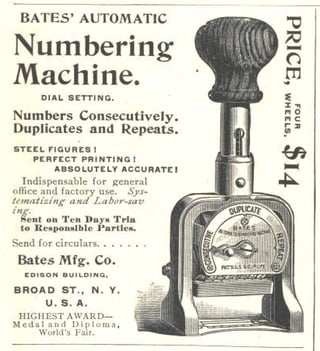 BATES' AUTOMATIC
Numbering
Machine.
DIAL SETTING.
Numbers Consecutively.
Duplicates and Repeats.
STEEL FIGURES!
PERFECT PRINTING!
ABSOLUTELY ACCURATE!
Indispensable for general
office and factory use. Sys-
tematizing and Labor-sav
ing.
Sent on Ten Days Tria
to Responsible Parties.
Send for circulars.......
Bates Mfg. Co.
EDISON BUILDING,
BROAD ST., N. Y.
U. S. A.
HIGHEST AWARD—
Medal and Diploma,
World's Fair.
PRICE, FOUR WHEELS, $14
DUPLICATE
CONSECUTIVE
REPEAT
BATES